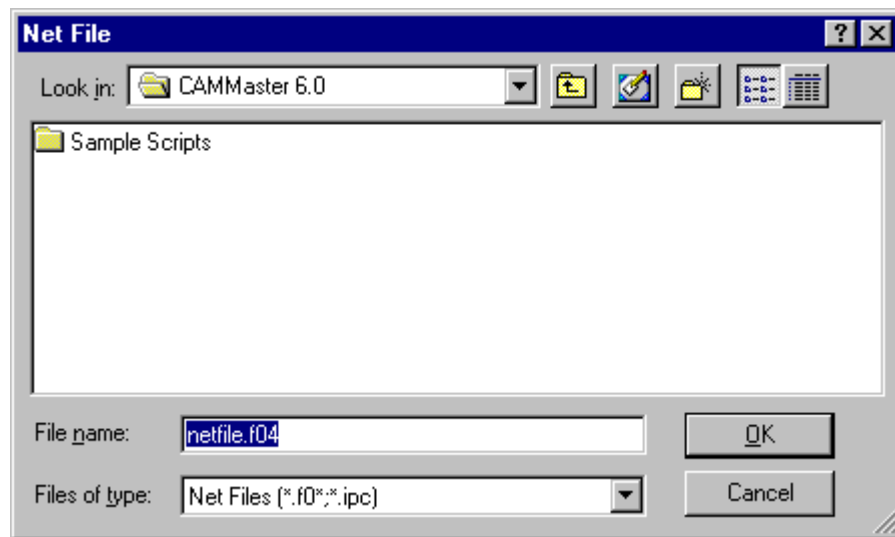 Net File
Look in: CAMMaster 6.0
Sample Scripts
File name: netfile.f04 OK
Files of type: Net Files (*.f0*;*.ipc) Cancel